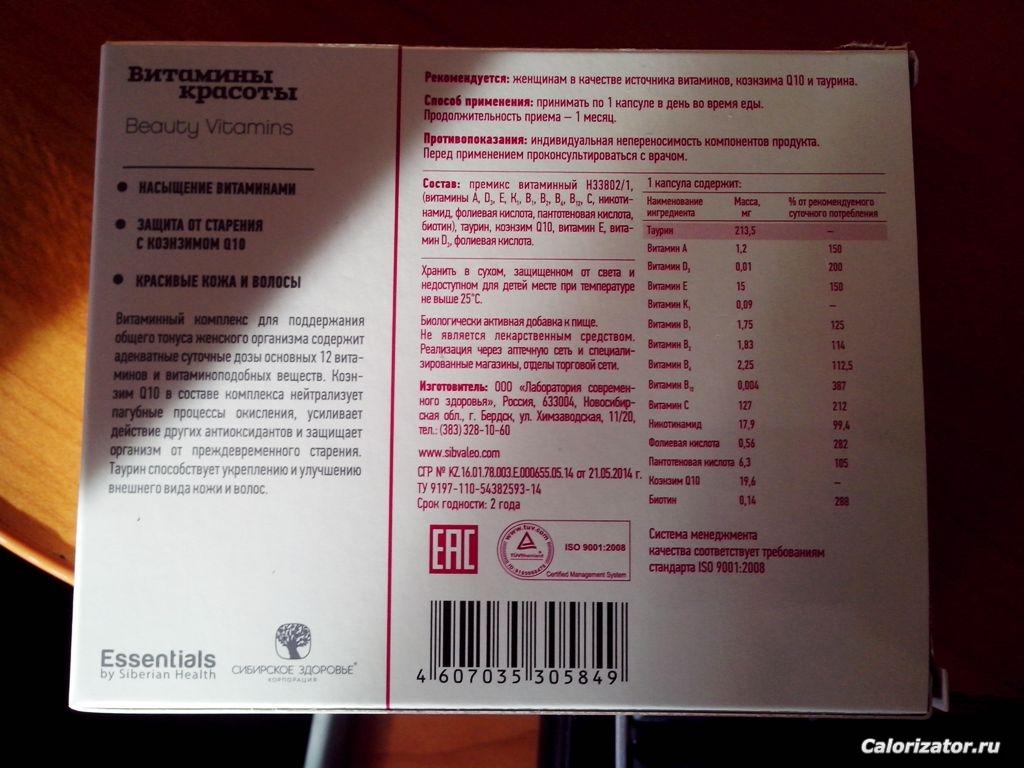 Витамины
красоты
Beauty Vitamins
НАСЫЩЕНИЕ ВИТАМИНАМИ
ЗАЩИТА ОТ СТАРЕНИЯ
С КОЭНЗИМОМ Q10
КРАСИВЫЕ КОЖА И ВОЛОСЫ
Витаминный комплекс для поддержания
общего тонуса женского организма содержит
адекватные суточные дозы основных 12 вита-
минов и витаминоподобных веществ. Коэн-
зим Q10 в составе комплекса нейтрализует
пагубные процессы окисления, усиливает
действие других антиоксидантов и защищает
организм от преждевременного старения.
Таурин способствует укреплению и улучшению
внешнего вида кожи и волос.
Essentials
by Siberian Health
СИБИРСКОЕ ЗДОРОВЬЕ®
КОРПОРАЦИЯ
Рекомендуется: женщинам в качестве источника витаминов, коэнзима Q10 и таурина.
Способ применения: принимать по 1 капсуле в день во время еды.
Продолжительность приема – 1 месяц.
Противопоказания: индивидуальная непереносимость компонентов продукта.
Перед применением проконсультироваться с врачом.
Состав: премикс витаминный Н33802/1,
(витамины А, D₃, Е, К₁, В₁, В₂, В₆, В₁₂, С, никоти-
намид, фолиевая кислота, пантотеновая кислота,
биотин), таурин, коэнзим Q10, витамин Е, вита-
мин D₃, фолиевая кислота.
Хранить в сухом, защищенном от света и
недоступном для детей месте при температуре
не выше 25°С.
Биологически активная добавка к пище.
Не является лекарственным средством.
Реализация через аптечную сеть и специали-
зированные магазины, отделы торговой сети.
Изготовитель: ООО «Лаборатория современ-
ного здоровья», Россия, 633004, Новосибир-
ская обл., г. Бердск, ул. Химзаводская, 11/20,
тел.: (383) 328-10-60
www.sibvaleo.com
СГР № KZ.16.01.78.003.Е.000655.05.14 от 21.05.2014 г.
ТУ 9197-110-54382593-14
Срок годности: 2 года
1 капсула содержит:
Наименование ингредиента Масса, мг % от рекомендуемого суточного потребления
Таурин 213,5 –
Витамин А 1,2 150
Витамин D₃ 0,01 200
Витамин Е 15 150
Витамин К₁ 0,09 –
Витамин В₁ 1,75 125
Витамин В₂ 1,83 114
Витамин В₆ 2,25 112,5
Витамин В₁₂ 0,004 387
Витамин С 127 212
Никотинамид 17,9 99,4
Фолиевая кислота 0,56 282
Пантотеновая кислота 6,3 105
Коэнзим Q10 19,6 –
Биотин 0,14 288
Система менеджмента
качества соответствует требованиям
стандарта ISO 9001:2008
EAC
www.tuv.com
TÜVRheinland
ISO 9001:2008
Certified Management System
4 607035 305849
Calorizator.ru